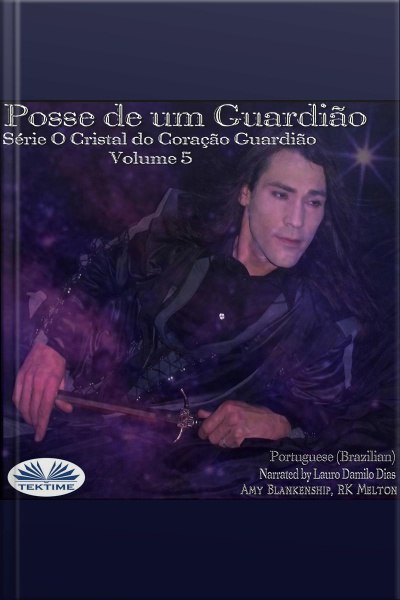 Posse de um Guardião
Série O Cristal do Coração Guardião
Volume 5
Portuguese (Brazilian)
Narrated by Lauro Damilo Dias
Amy Blankenship, RK Melton
TEKTIME